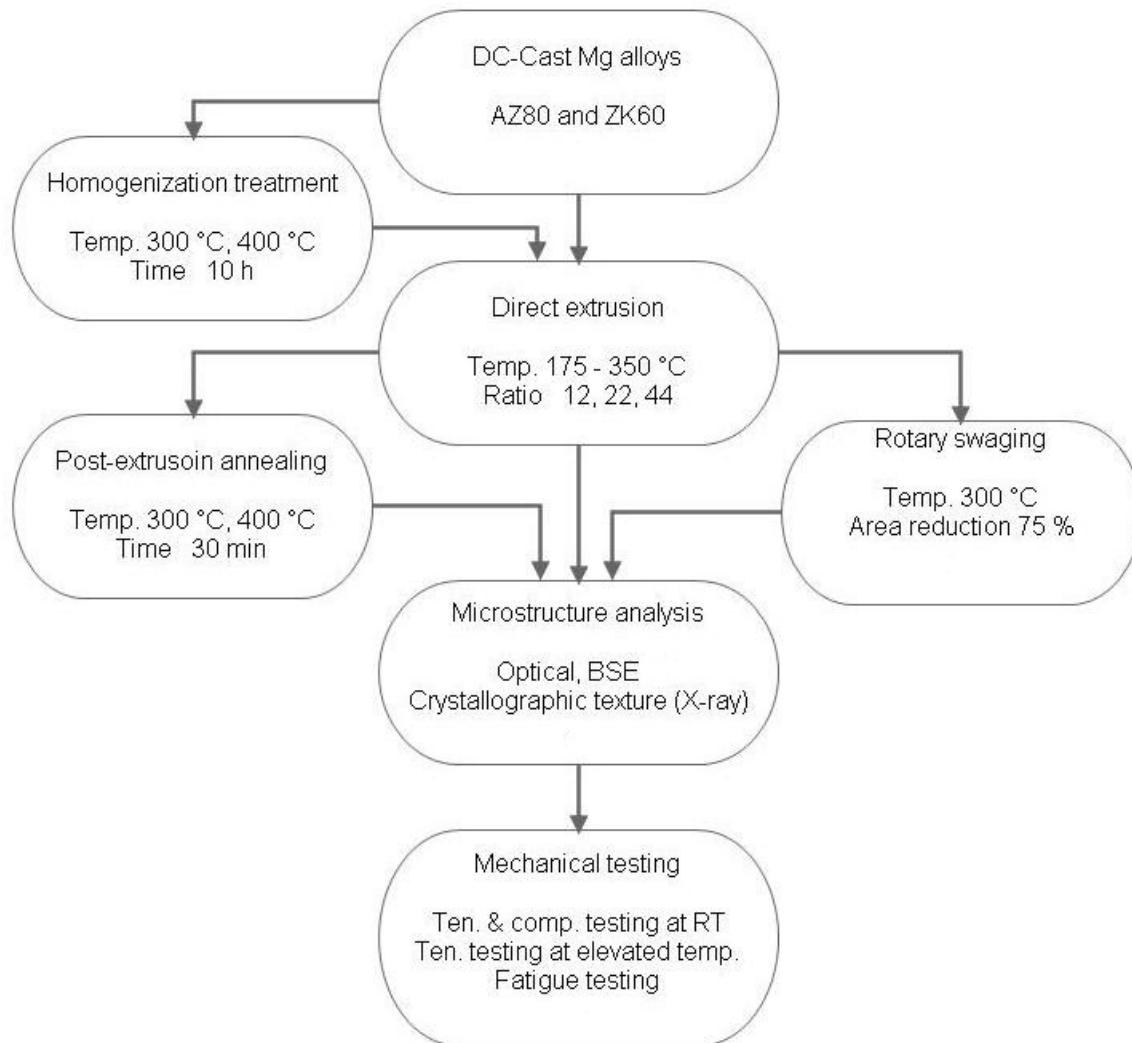 DC-Cast Mg alloys
AZ80 and ZK60
Homogenization treatment
Temp. 300 °C, 400 °C
Time 10 h
Direct extrusion
Temp. 175 - 350 °C
Ratio 12, 22, 44
Post-extrusoin annealing
Temp. 300 °C, 400 °C
Time 30 min
Rotary swaging
Temp. 300 °C
Area reduction 75 %
Microstructure analysis
Optical, BSE
Crystallographic texture (X-ray)
Mechanical testing
Ten. & comp. testing at RT
Ten. testing at elevated temp.
Fatigue testing